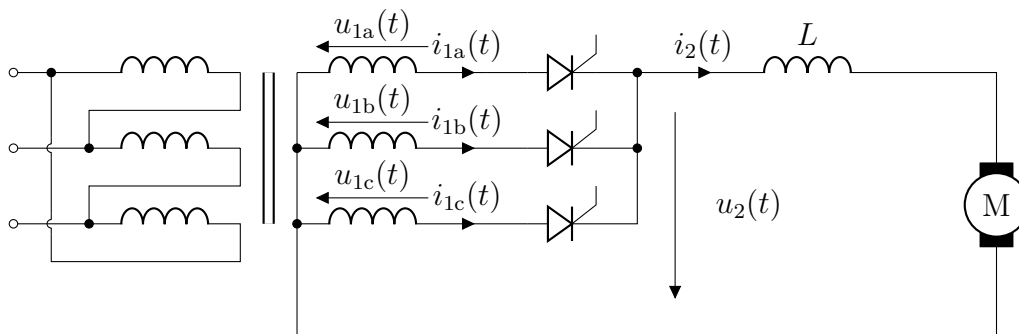 u1a(t)
i1a(t)
i2(t)
L
u1b(t)
i1b(t)
u1c(t)
i1c(t)
u2(t)
M